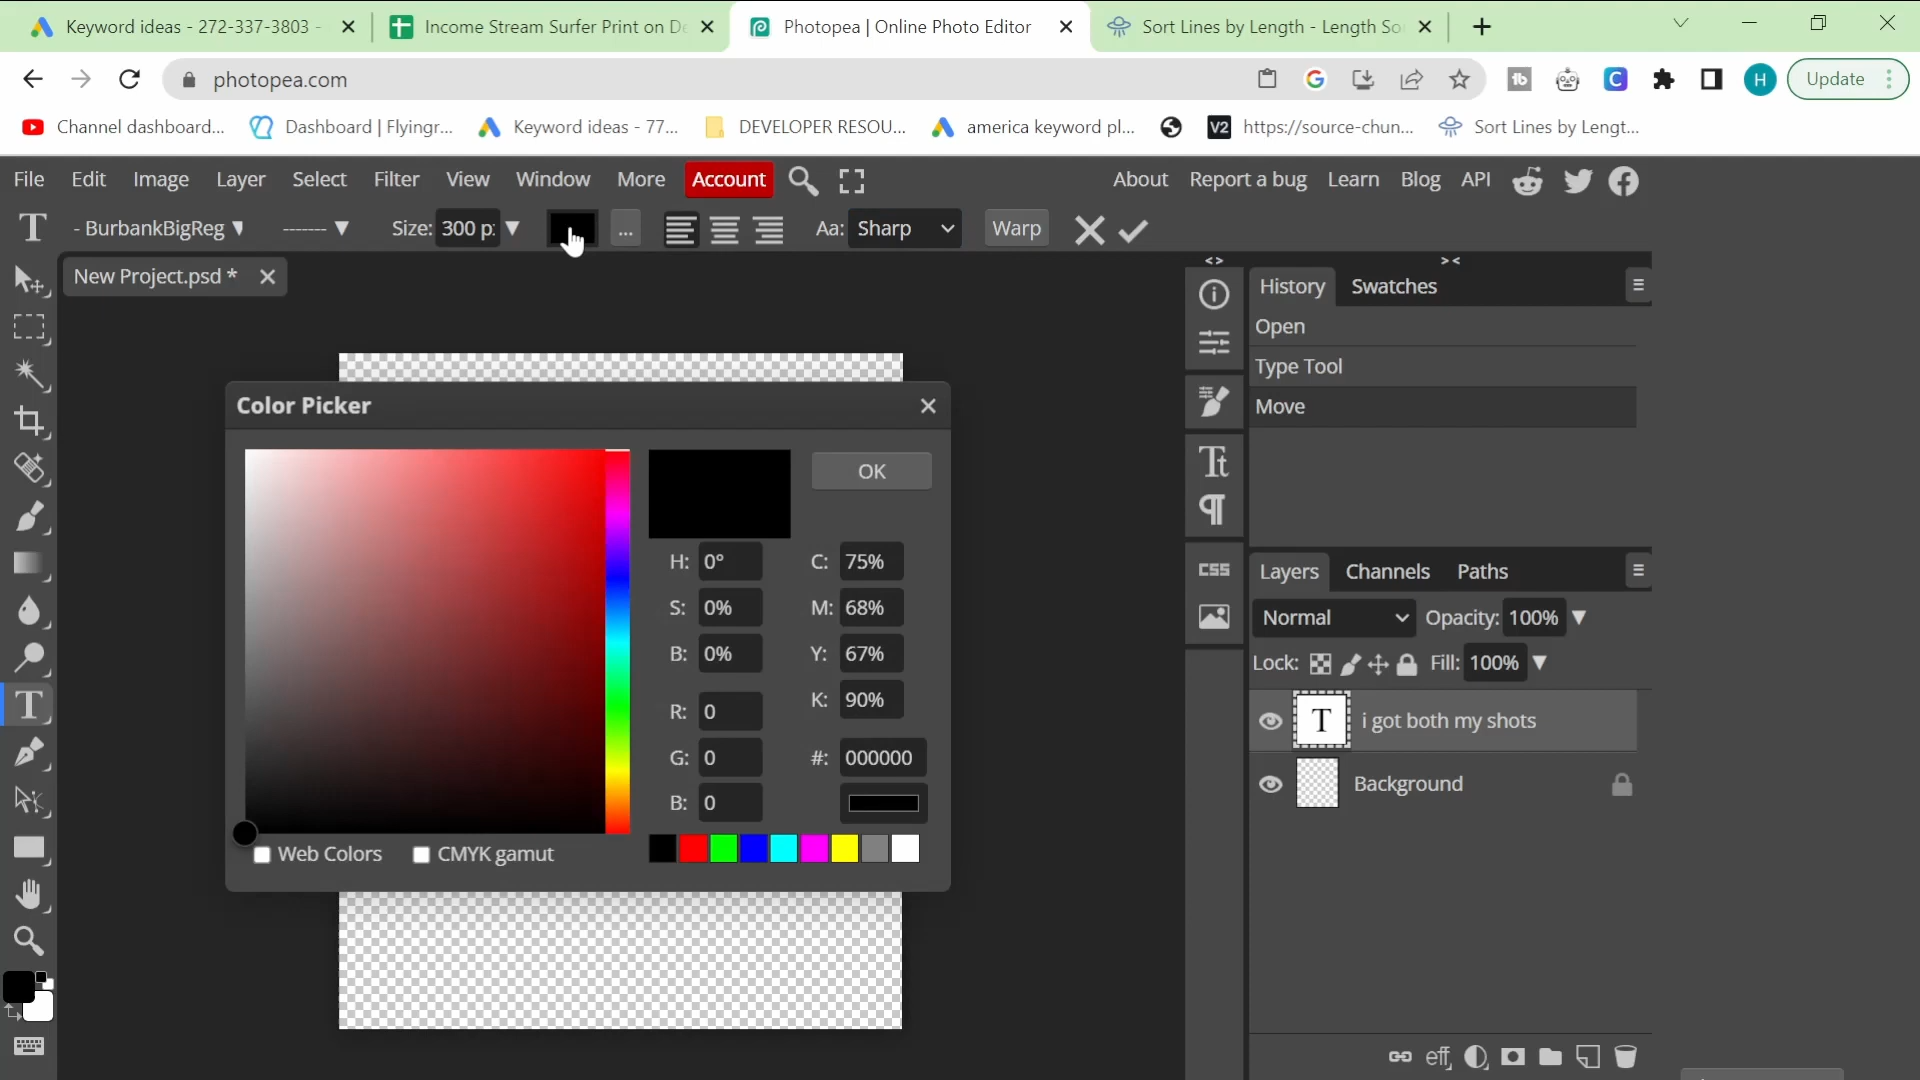 Keyword ideas - 272-337-3803 -
Income Stream Surfer Print on De
Photopea | Online Photo Editor
Sort Lines by Length - Length So
photopea.com
Update
H
Channel dashboard...
Dashboard | Flyingr...
Keyword ideas - 77...
DEVELOPER RESOU...
america keyword pl...
V2 https://source-chun...
Sort Lines by Lengt...
File Edit Image Layer Select Filter View Window More Account
About Report a bug Learn Blog API
- BurbankBigReg
-------
Size: 300 p:
...
Aa: Sharp
Warp
New Project.psd *
History Swatches
Open
Type Tool
Move
Color Picker
OK
H: 0° C: 75%
S: 0% M: 68%
B: 0% Y: 67%
K: 90%
R: 0
G: 0 #: 000000
B: 0
Web Colors CMYK gamut
CSS
Layers Channels Paths
Normal Opacity: 100%
Lock: Fill: 100%
T i got both my shots
Background
eff